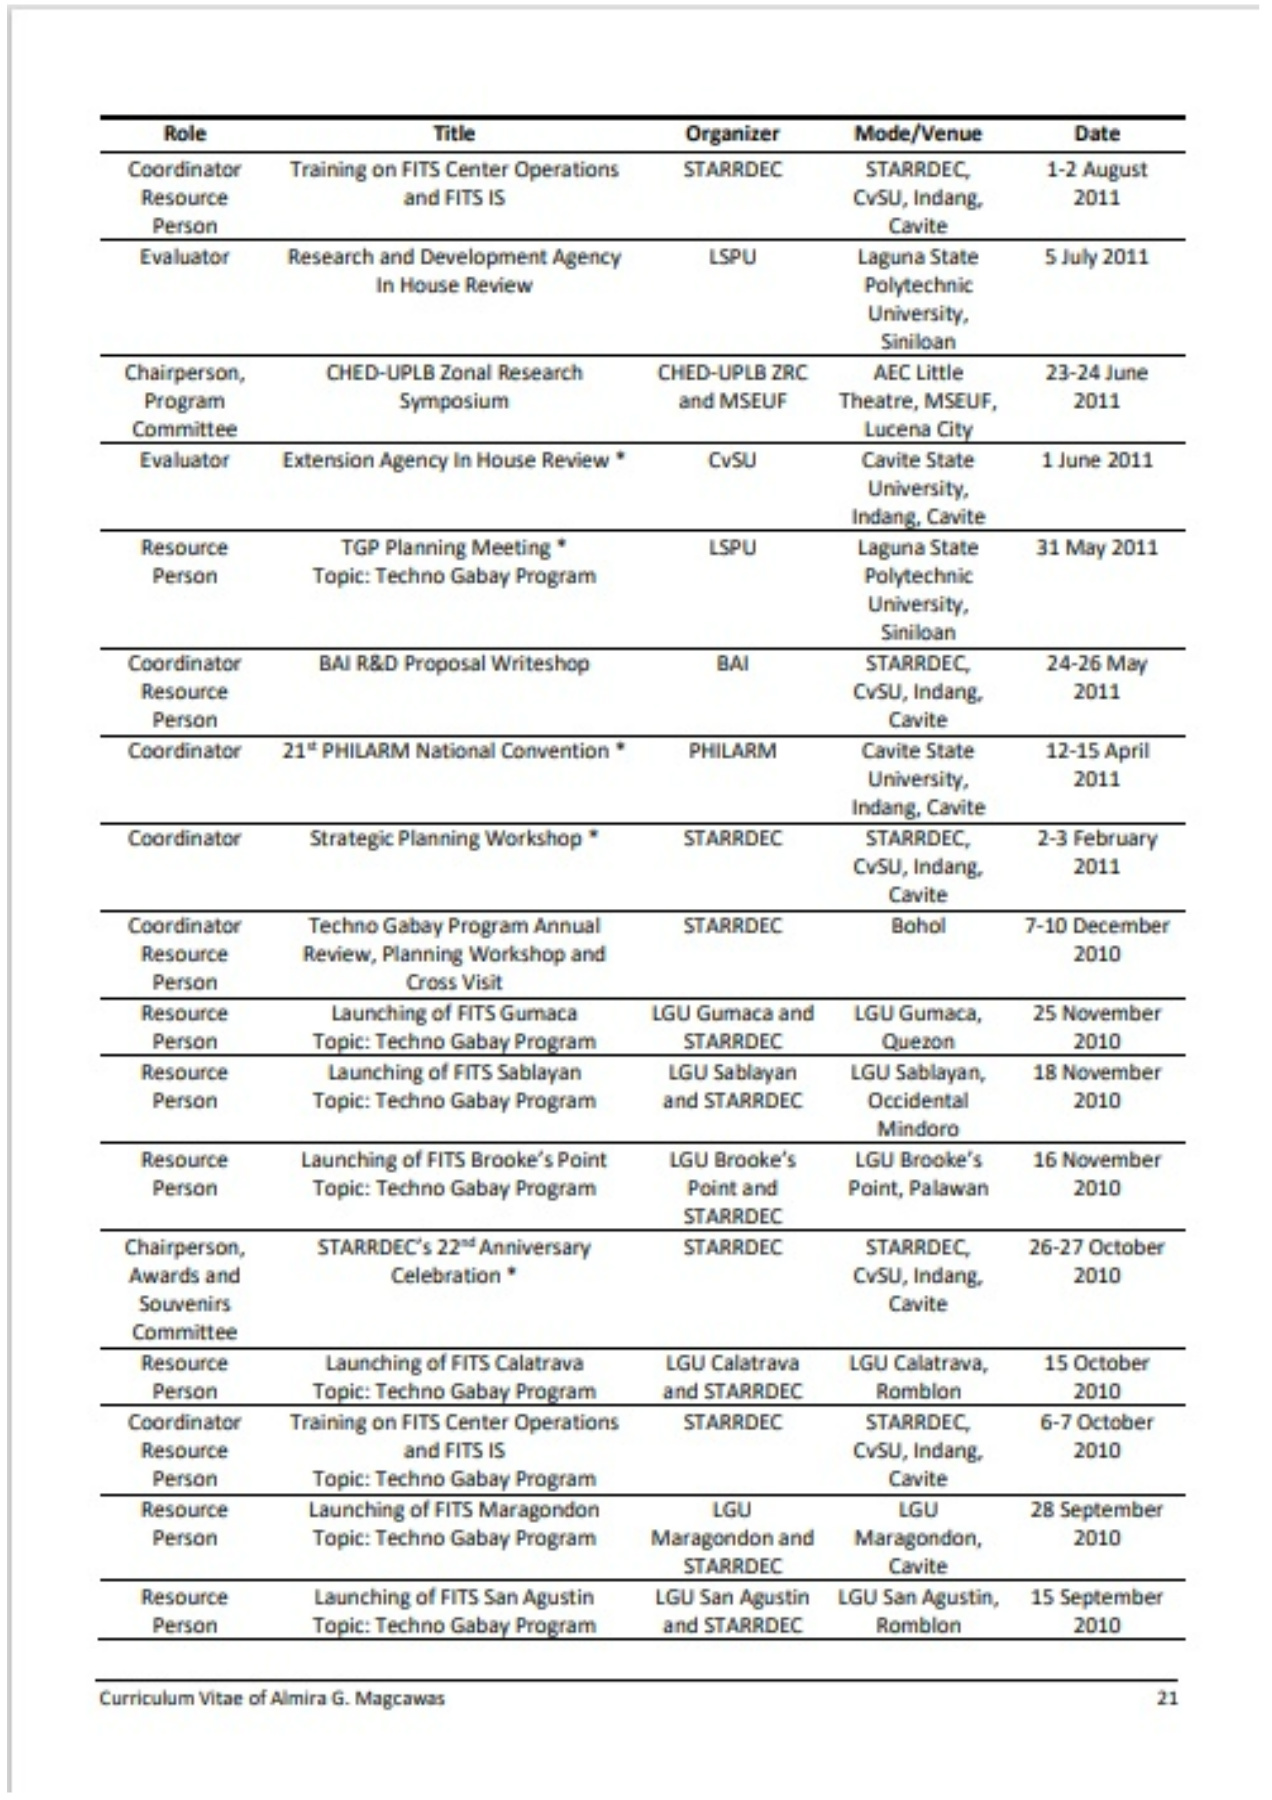 Role Title Organizer Mode/Venue Date
Coordinator Training on FITS Center Operations STARRDEC STARRDEC, 1-2 August
Resource and FITS IS CvSU, Indang, 2011
Person Cavite
Evaluator Research and Development Agency LSPU Laguna State 5 July 2011
In House Review Polytechnic
University,
Siniloan
Chairperson, CHED-UPLB Zonal Research CHED-UPLB ZRC AEC Little 23-24 June
Program Symposium and MSEUF Theatre, MSEUF, 2011
Committee Lucena City
Evaluator Extension Agency In House Review * CvSU Cavite State 1 June 2011
University,
Indang, Cavite
Resource TGP Planning Meeting * LSPU Laguna State 31 May 2011
Person Topic: Techno Gabay Program Polytechnic
University,
Siniloan
Coordinator BAI R&D Proposal Writeshop BAI STARRDEC, 24-26 May
Resource CvSU, Indang, 2011
Person Cavite
Coordinator 21st PHILARM National Convention * PHILARM Cavite State 12-15 April
University, 2011
Indang, Cavite
Coordinator Strategic Planning Workshop * STARRDEC STARRDEC, 2-3 February
CvSU, Indang, 2011
Cavite
Coordinator Techno Gabay Program Annual STARRDEC Bohol 7-10 December
Resource Review, Planning Workshop and 2010
Person Cross Visit
Resource Launching of FITS Gumaca LGU Gumaca and LGU Gumaca, 25 November
Person Topic: Techno Gabay Program STARRDEC Quezon 2010
Resource Launching of FITS Sablayan LGU Sablayan LGU Sablayan, 18 November
Person Topic: Techno Gabay Program and STARRDEC Occidental 2010
Mindoro
Resource Launching of FITS Brooke's Point LGU Brooke's LGU Brooke's 16 November
Person Topic: Techno Gabay Program Point and Point, Palawan 2010
STARRDEC
Chairperson, STARRDEC's 22nd Anniversary STARRDEC STARRDEC, 26-27 October
Awards and Celebration * CvSU, Indang, 2010
Souvenirs Cavite
Committee
Resource Launching of FITS Calatrava LGU Calatrava LGU Calatrava, 15 October
Person Topic: Techno Gabay Program and STARRDEC Romblon 2010
Coordinator Training on FITS Center Operations STARRDEC STARRDEC, 6-7 October
Resource and FITS IS CvSU, Indang, 2010
Person Topic: Techno Gabay Program Cavite
Resource Launching of FITS Maragondon LGU LGU 28 September
Person Topic: Techno Gabay Program Maragondon and Maragondon, 2010
STARRDEC Cavite
Resource Launching of FITS San Agustin LGU San Agustin LGU San Agustin, 15 September
Person Topic: Techno Gabay Program and STARRDEC Romblon 2010
Curriculum Vitae of Almira G. Magcawas 21